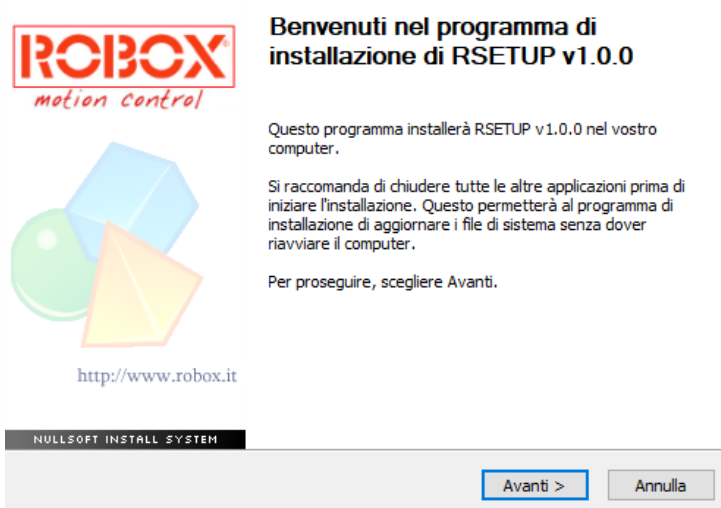 ROBOX®
motion control
http://www.robox.it
NULLSOFT INSTALL SYSTEM
Benvenuti nel programma di
installazione di RSETUP v1.0.0
Questo programma installerà RSETUP v1.0.0 nel vostro
computer.
Si raccomanda di chiudere tutte le altre applicazioni prima di
iniziare l'installazione. Questo permetterà al programma di
installazione di aggiornare i file di sistema senza dover
riavviare il computer.
Per proseguire, scegliere Avanti.
Avanti >
Annulla